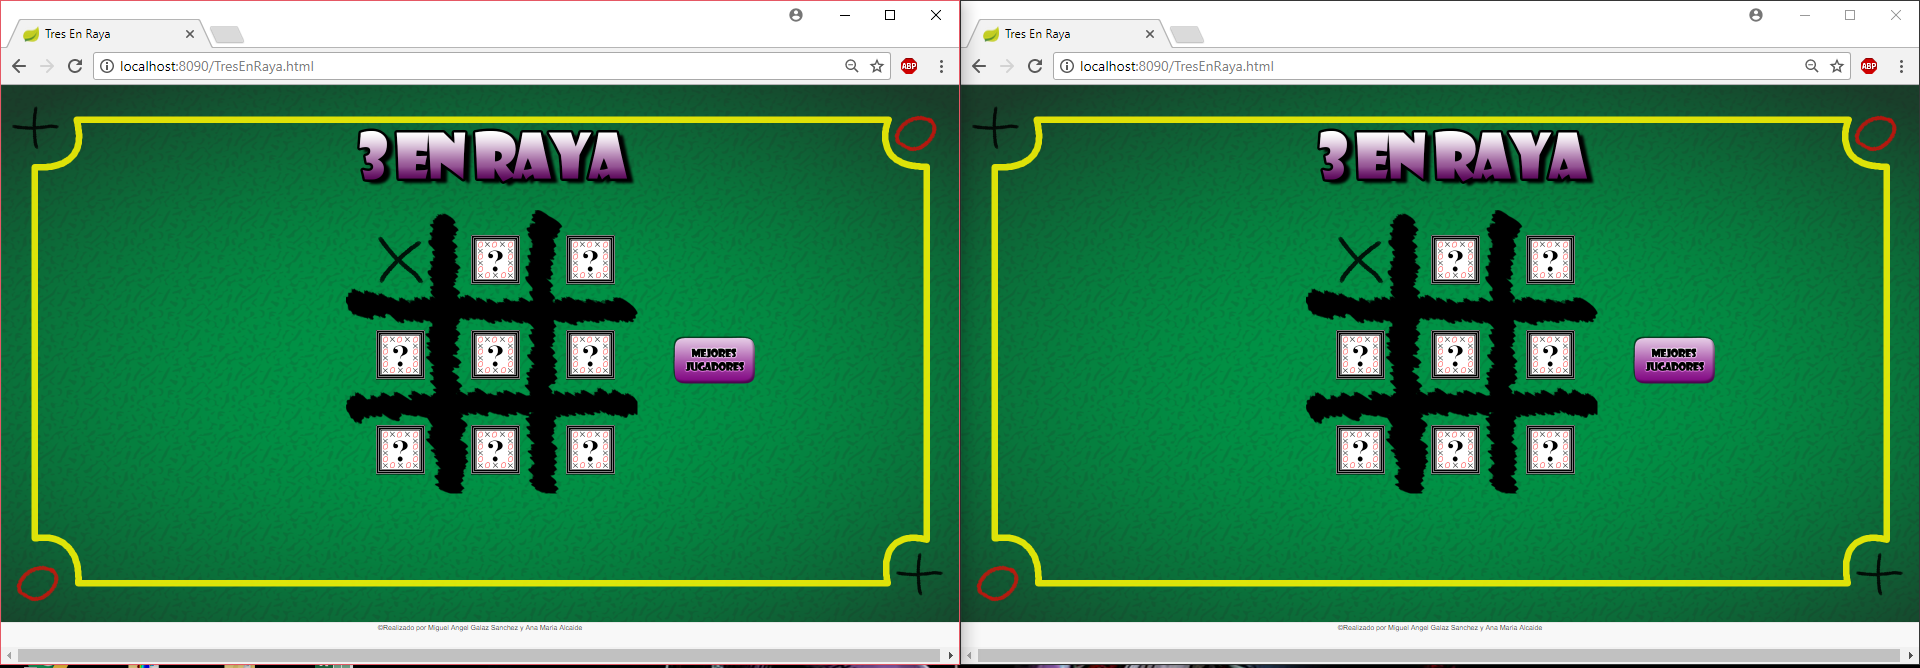 Tres En Raya
localhost:8090/TresEnRaya.html
ABP
3 EN RAYA
X ? ?
? ? ?
MEJORES
JUGADORES
? ? ?
©Realizado por Miguel Angel Galaz Sanchez y Ana Maria Alcaide
Tres En Raya
localhost:8090/TresEnRaya.html
ABP
3 EN RAYA
X ? ?
? ? ?
MEJORES
JUGADORES
? ? ?
©Realizado por Miguel Angel Galaz Sanchez y Ana Maria Alcaide